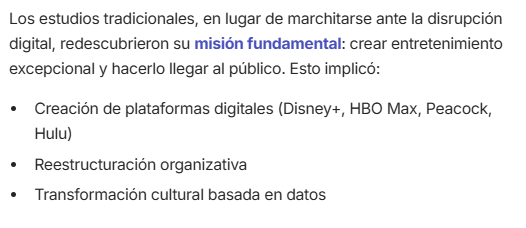 Los estudios tradicionales, en lugar de marchitarse ante la disrupción
digital, redescubrieron su misión fundamental: crear entretenimiento
excepcional y hacerlo llegar al público. Esto implicó:
• Creación de plataformas digitales (Disney+, HBO Max, Peacock,
Hulu)
• Reestructuración organizativa
• Transformación cultural basada en datos